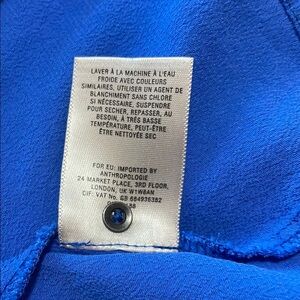 LAVER À LA MACHINE À L'EAU
FROIDE AVEC COULEURS
SIMILAIRES, UTILISER UN AGENT DE
BLANCHIMENT SANS CHLORE
SI NÉCESSAIRE, SUSPENDRE
POUR SECHER, REPASSER, AU
BESOIN, À TRÈS BASSE
TEMPÉRATURE, PEUT-ÊTRE
ÊTRE NETTOYÉE SEC
FOR EU: IMPORTED BY
ANTHROPOLOGIE
24 MARKET PLACE, 3RD FLOOR,
LONDON, UK W1W8AN
CIF: VAT No. GB 684936382